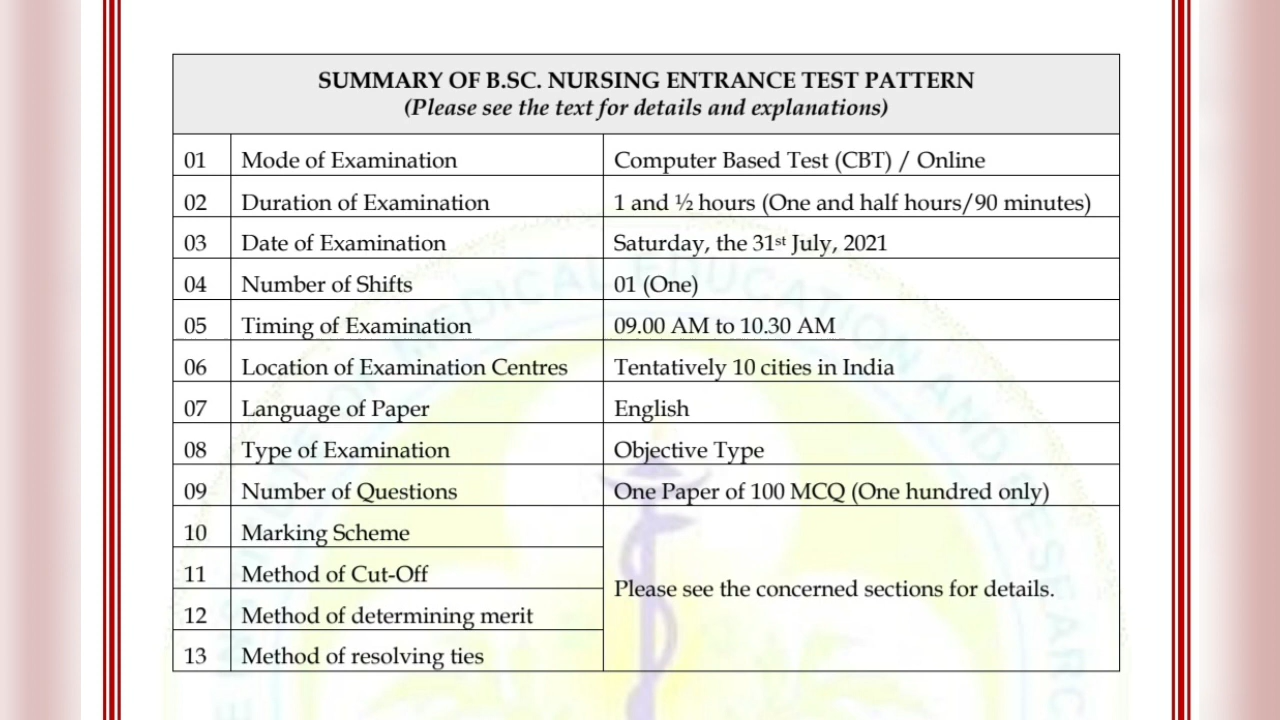 SUMMARY OF B.SC. NURSING ENTRANCE TEST PATTERN
(Please see the text for details and explanations)
01 Mode of Examination Computer Based Test (CBT) / Online
02 Duration of Examination 1 and ½ hours (One and half hours/90 minutes)
03 Date of Examination Saturday, the 31st July, 2021
04 Number of Shifts 01 (One)
05 Timing of Examination 09.00 AM to 10.30 AM
06 Location of Examination Centres Tentatively 10 cities in India
07 Language of Paper English
08 Type of Examination Objective Type
09 Number of Questions One Paper of 100 MCQ (One hundred only)
10 Marking Scheme
11 Method of Cut-Off
Please see the concerned sections for details.
12 Method of determining merit
13 Method of resolving ties
MEDICAL EDUCATION AND